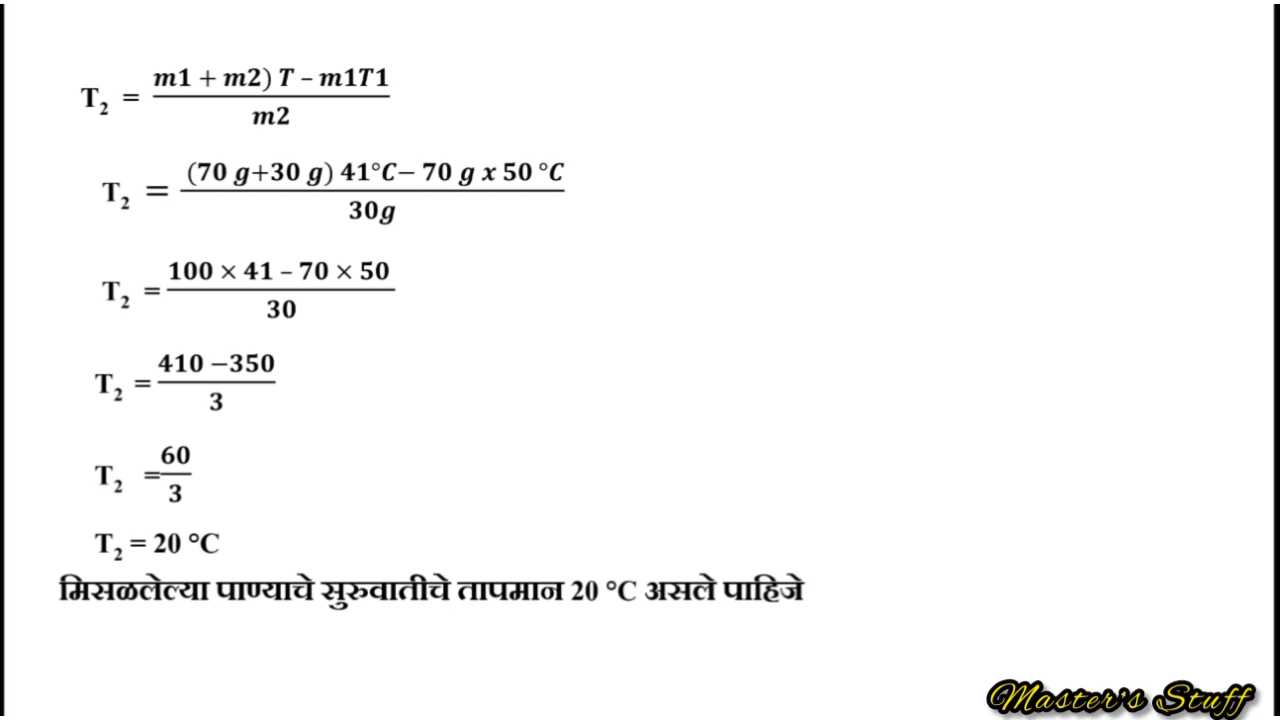 T₂ = (m1 + m2) T – m1T1 / m2
T₂ = (70 g+30 g) 41°C− 70 g x 50 °C / 30g
T₂ = 100 × 41 – 70 × 50 / 30
T₂ = 410 −350 / 3
T₂ = 60 / 3
T₂ = 20 °C
मिसळलेल्या पाण्याचे सुरुवातीचे तापमान 20 °C असले पाहिजे
Master's Stuff